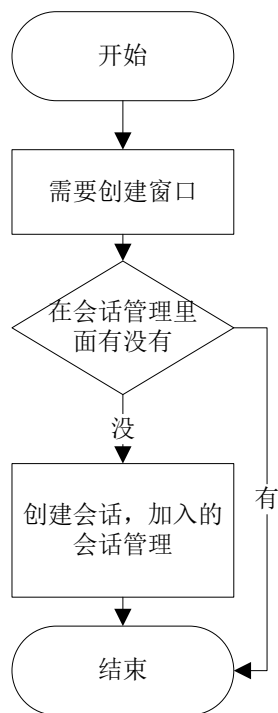 开始
需要创建窗口
在会话管理里
面有没有
没
创建会话，加入的
会话管理
有
结束